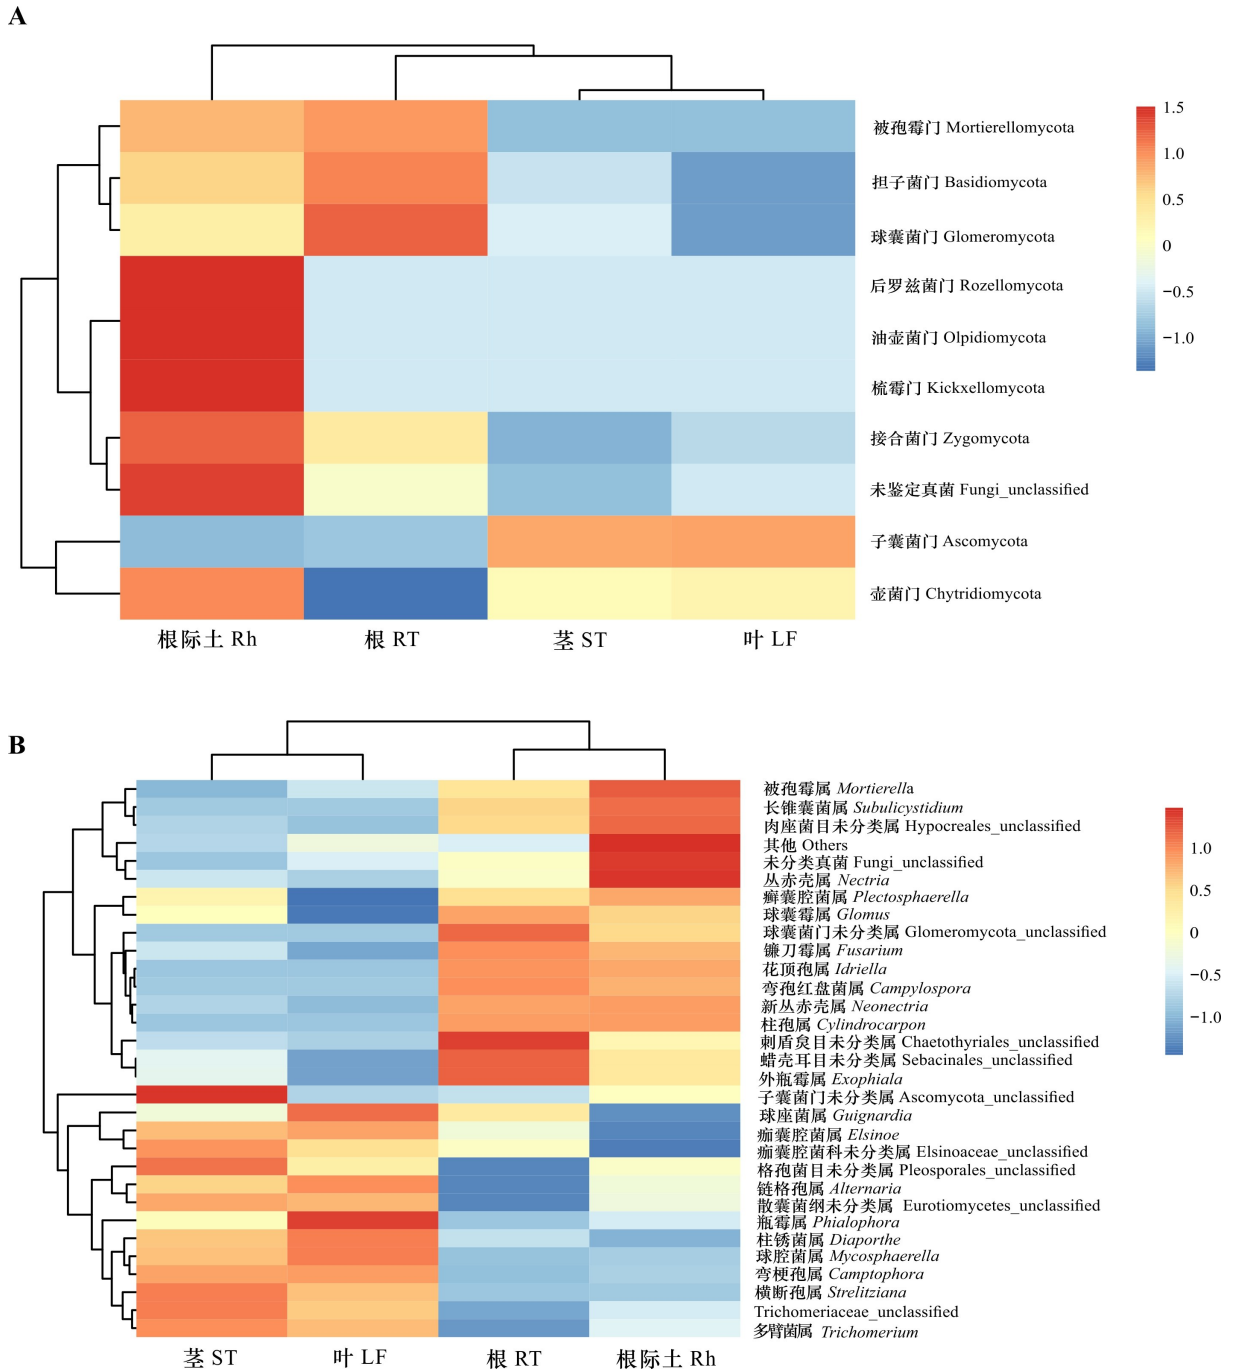 A
被孢霉门 Mortierellomycota
担子菌门 Basidiomycota
球囊菌门 Glomeromycota
后罗兹菌门 Rozellomycota
油壶菌门 Olpidiomycota
梳霉门 Kickxellomycota
接合菌门 Zygomycota
未鉴定真菌 Fungi_unclassified
子囊菌门 Ascomycota
壶菌门 Chytridiomycota
1.5
1.0
0.5
0
−0.5
−1.0
根际土 Rh
根 RT
茎 ST
叶 LF
B
被孢霉属 Mortierella
长锥囊菌属 Subulicystidium
肉座菌目未分类属 Hypocreales_unclassified
其他 Others
未分类真菌 Fungi_unclassified
丛赤壳属 Nectria
癣囊腔菌属 Plectosphaerella
球囊霉属 Glomus
球囊菌门未分类属 Glomeromycota_unclassified
镰刀霉属 Fusarium
花顶孢属 Idriella
弯孢红盘菌属 Campylospora
新丛赤壳属 Neonectria
柱孢属 Cylindrocarpon
刺盾炱目未分类属 Chaetothyriales_unclassified
蜡壳耳目未分类属 Sebacinales_unclassified
外瓶霉属 Exophiala
子囊菌门未分类属 Ascomycota_unclassified
球座菌属 Guignardia
痂囊腔菌属 Elsinoe
痂囊腔菌科未分类属 Elsinoaceae_unclassified
格孢菌目未分类属 Pleosporales_unclassified
链格孢属 Alternaria
散囊菌纲未分类属 Eurotiomycetes_unclassified
瓶霉属 Phialophora
柱锈菌属 Diaporthe
球腔菌属 Mycosphaerella
弯梗孢属 Camptophora
横断孢属 Strelitziana
Trichomeriaceae_unclassified
多臂菌属 Trichomerium
1.0
0.5
0
−0.5
−1.0
茎 ST
叶 LF
根 RT
根际土 Rh